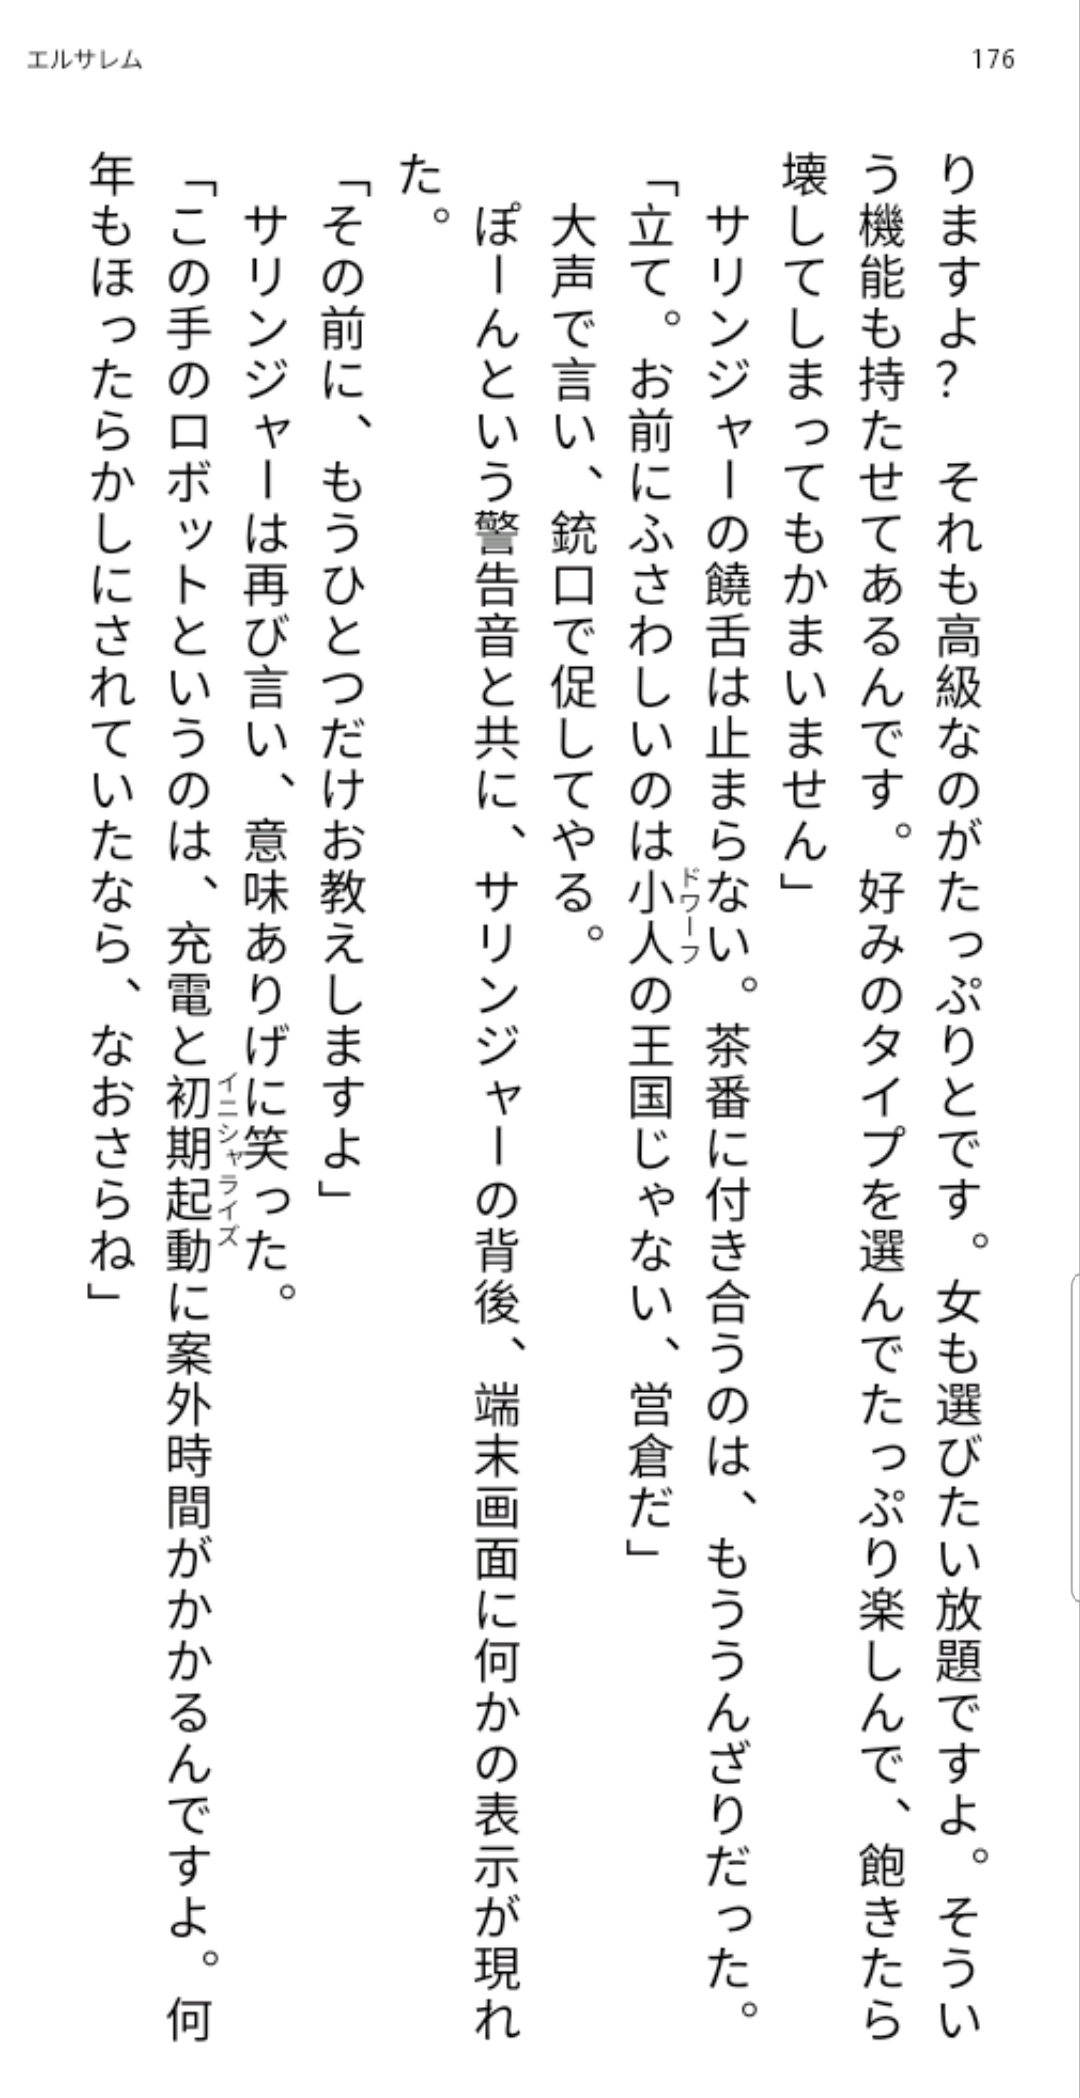 エルサレム
176
りますよ？　それも高級なのがたっぷりとです。女も選びたい放題ですよ。そうい
う機能も持たせてあるんです。好みのタイプを選んでたっぷり楽しんで、飽きたら
壊してしまってもかまいません」
サリンジャーの饒舌は止まらない。茶番に付き合うのは、もううんざりだった。
「立て。お前にふさわしいのは小人の王国じゃない、営倉だ」
ドワーフ
大声で言い、銃口で促してやる。
ぽーんという警告音と共に、サリンジャーの背後、端末画面に何かの表示が現れ
た。
「その前に、もうひとつだけお教えしますよ」
サリンジャーは再び言い、意味ありげに笑った。
「この手のロボットというのは、充電と初期起動に案外時間がかかるんですよ。何
イニシャライズ
年もほったらかしにされていたなら、なおさらね」